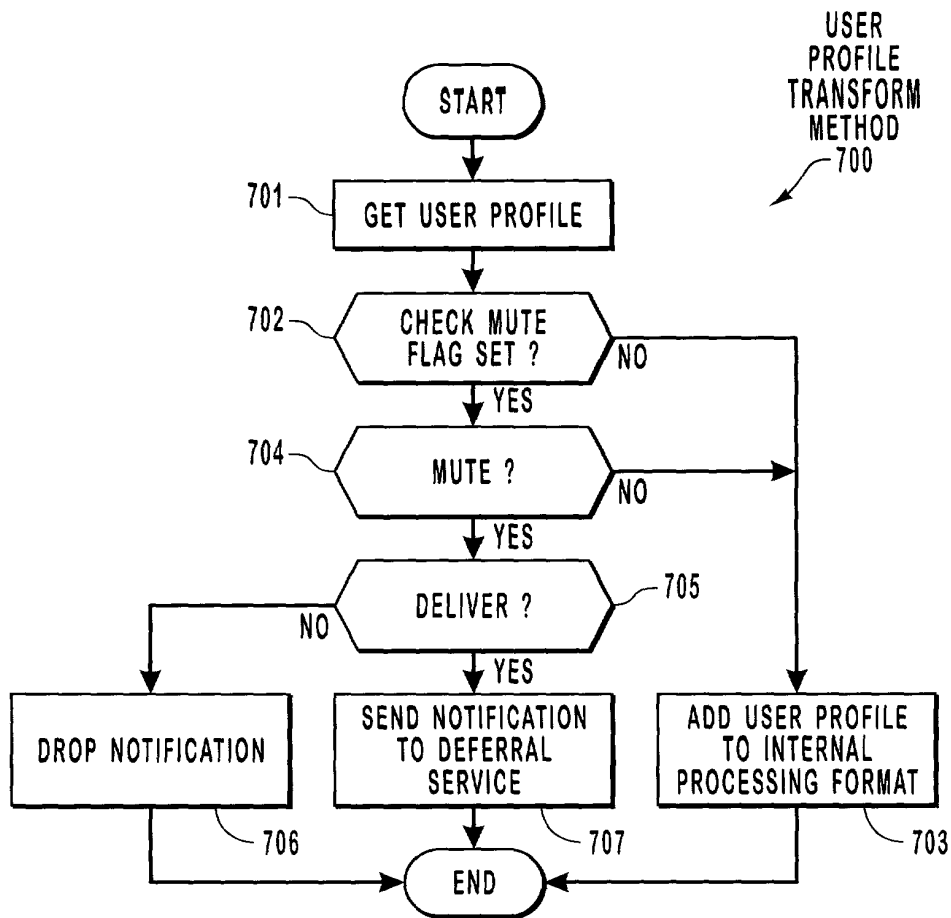 USER
PROFILE
TRANSFORM
METHOD
700
START
701
GET USER PROFILE
702
CHECK MUTE
FLAG SET ?
NO
YES
704
MUTE ?
NO
YES
705
DELIVER ?
NO
YES
DROP NOTIFICATION
SEND NOTIFICATION
TO DEFERRAL
SERVICE
ADD USER PROFILE
TO INTERNAL
PROCESSING FORMAT
706
707
703
END